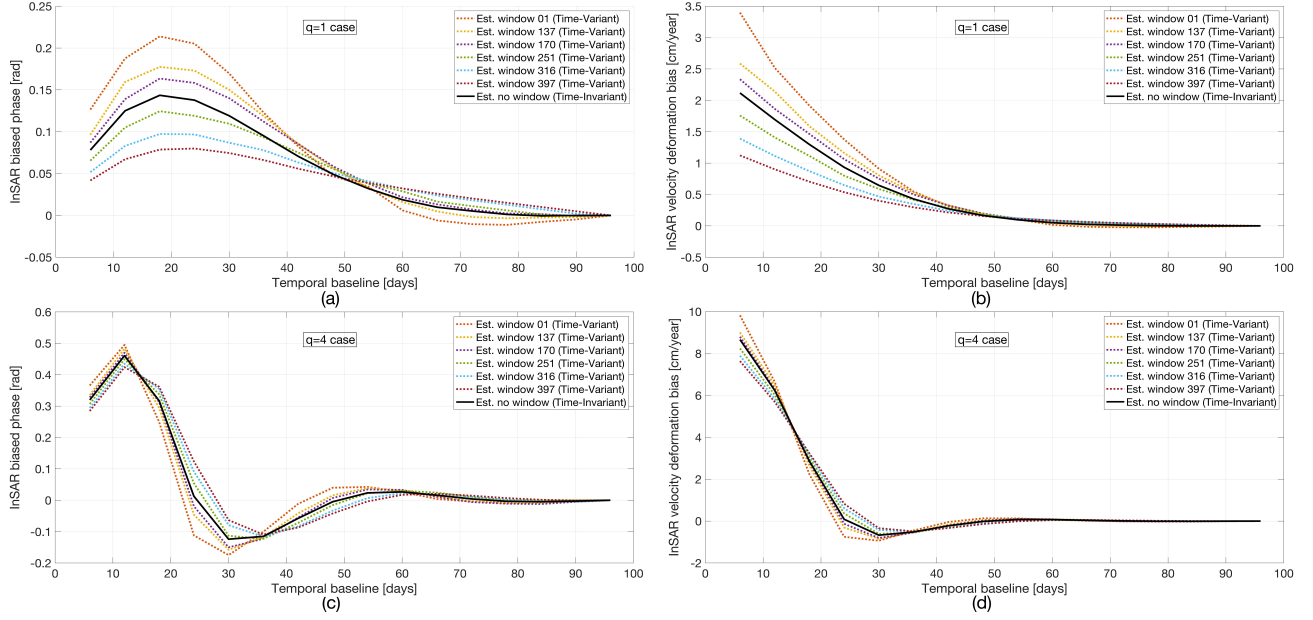 q=1 case
Est. window 01 (Time-Variant)
Est. window 137 (Time-Variant)
Est. window 170 (Time-Variant)
Est. window 251 (Time-Variant)
Est. window 316 (Time-Variant)
Est. window 397 (Time-Variant)
Est. no window (Time-Invariant)
InSAR biased phase [rad]
0.25
0.2
0.15
0.1
0.05
0
-0.05
0 10 20 30 40 50 60 70 80 90 100
Temporal baseline [days]
(a)
q=1 case
Est. window 01 (Time-Variant)
Est. window 137 (Time-Variant)
Est. window 170 (Time-Variant)
Est. window 251 (Time-Variant)
Est. window 316 (Time-Variant)
Est. window 397 (Time-Variant)
Est. no window (Time-Invariant)
InSAR velocity deformation bias [cm/year]
3.5
3
2.5
2
1.5
1
0.5
0
-0.5
0 10 20 30 40 50 60 70 80 90 100
Temporal baseline [days]
(b)
q=4 case
Est. window 01 (Time-Variant)
Est. window 137 (Time-Variant)
Est. window 170 (Time-Variant)
Est. window 251 (Time-Variant)
Est. window 316 (Time-Variant)
Est. window 397 (Time-Variant)
Est. no window (Time-Invariant)
InSAR biased phase [rad]
0.6
0.5
0.4
0.3
0.2
0.1
0
-0.1
-0.2
0 10 20 30 40 50 60 70 80 90 100
Temporal baseline [days]
(c)
q=4 case
Est. window 01 (Time-Variant)
Est. window 137 (Time-Variant)
Est. window 170 (Time-Variant)
Est. window 251 (Time-Variant)
Est. window 316 (Time-Variant)
Est. window 397 (Time-Variant)
Est. no window (Time-Invariant)
InSAR velocity deformation bias [cm/year]
10
8
6
4
2
0
-2
0 10 20 30 40 50 60 70 80 90 100
Temporal baseline [days]
(d)